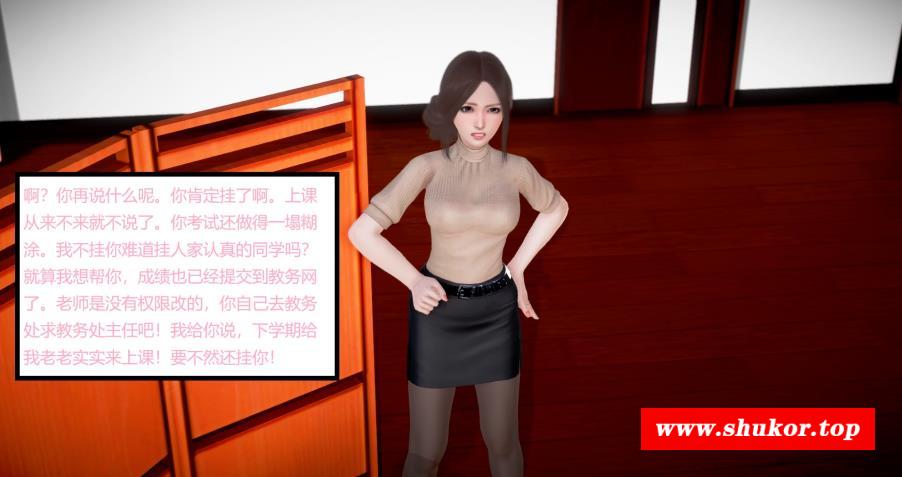 啊？你再说什么呢。你肯定挂了啊。上课
从来不来就不说了。你考试还做得一塌糊
涂。我不挂你难道挂人家认真的同学吗？
就算我想帮你，成绩也已经提交到教务网
了。老师是没有权限改的，你自己去教务
处求教务处主任吧！我给你说，下学期给
我老老实实来上课！要不然还挂你！
www.shukor.top